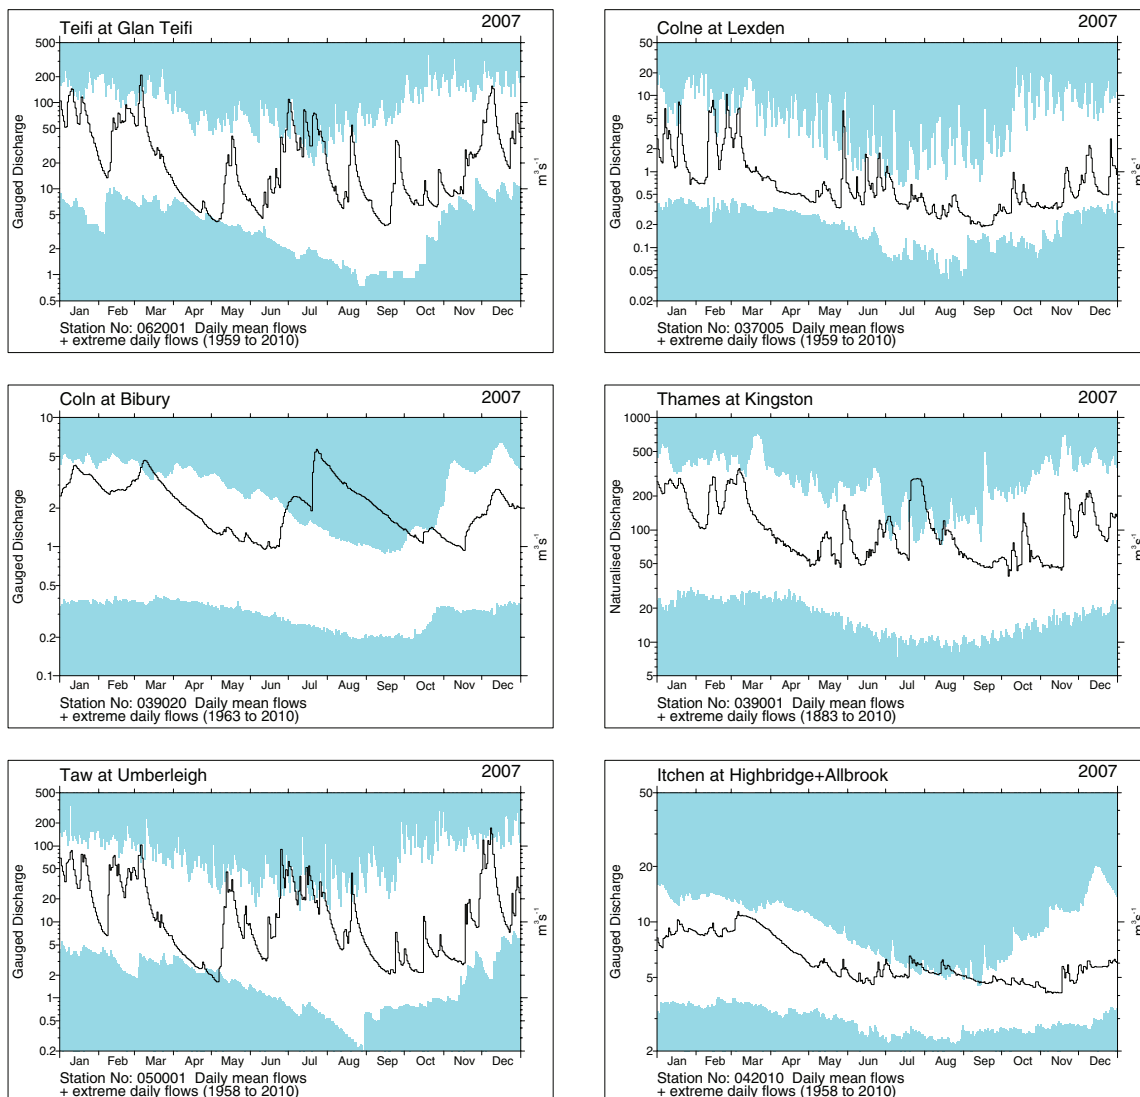 Teifi at Glan Teifi 2007
500
200
100
50
20
10
5
2
1
0.5
Gauged Discharge
m³s⁻¹
Jan Feb Mar Apr May Jun Jul Aug Sep Oct Nov Dec
Station No: 062001 Daily mean flows
+ extreme daily flows (1959 to 2010)
Colne at Lexden 2007
50
20
10
5
2
1
0.5
0.2
0.1
0.05
0.02
Gauged Discharge
m³s⁻¹
Jan Feb Mar Apr May Jun Jul Aug Sep Oct Nov Dec
Station No: 037005 Daily mean flows
+ extreme daily flows (1959 to 2010)
Coln at Bibury 2007
10
5
2
1
0.5
0.2
0.1
Gauged Discharge
m³s⁻¹
Jan Feb Mar Apr May Jun Jul Aug Sep Oct Nov Dec
Station No: 039020 Daily mean flows
+ extreme daily flows (1963 to 2010)
Thames at Kingston 2007
1000
500
200
100
50
20
10
5
Naturalised Discharge
m³s⁻¹
Jan Feb Mar Apr May Jun Jul Aug Sep Oct Nov Dec
Station No: 039001 Daily mean flows
+ extreme daily flows (1883 to 2010)
Taw at Umberleigh 2007
500
200
100
50
20
10
5
2
1
0.5
0.2
Gauged Discharge
m³s⁻¹
Jan Feb Mar Apr May Jun Jul Aug Sep Oct Nov Dec
Station No: 050001 Daily mean flows
+ extreme daily flows (1958 to 2010)
Itchen at Highbridge+Allbrook 2007
50
20
10
5
2
Gauged Discharge
m³s⁻¹
Jan Feb Mar Apr May Jun Jul Aug Sep Oct Nov Dec
Station No: 042010 Daily mean flows
+ extreme daily flows (1958 to 2010)